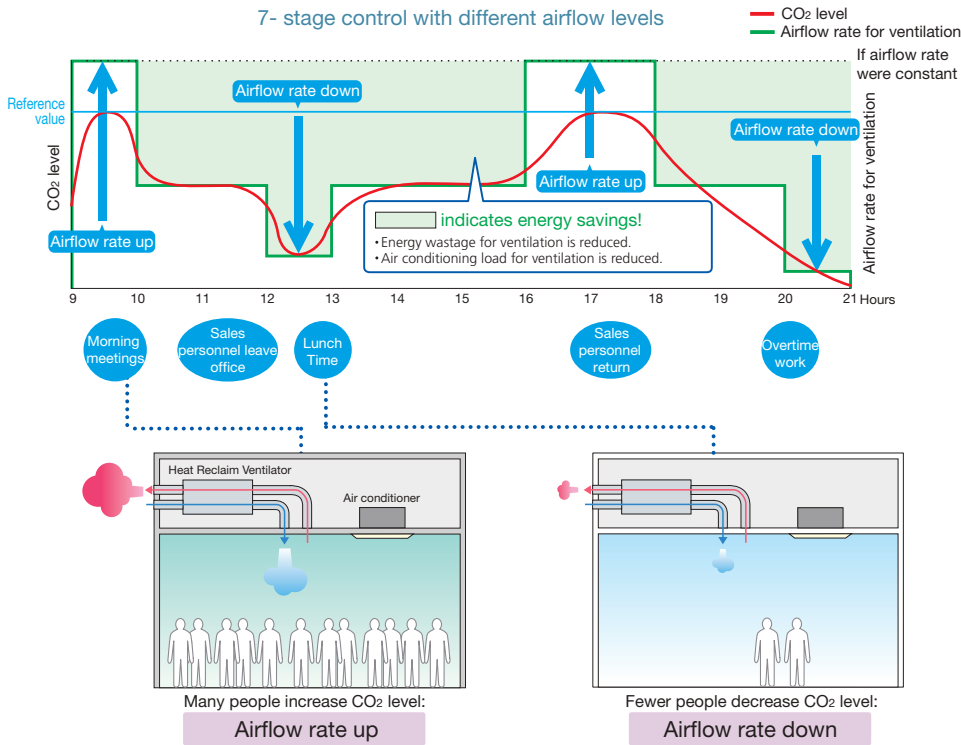 7- stage control with different airflow levels
CO2 level
Airflow rate for ventilation
If airflow rate
were constant
Reference
value
CO2 level
Airflow rate for ventilation
Airflow rate down
Airflow rate down
Airflow rate up
Airflow rate up
indicates energy savings!
• Energy wastage for ventilation is reduced.
• Air conditioning load for ventilation is reduced.
9 10 11 12 13 14 15 16 17 18 19 20 21 Hours
Morning
meetings
Sales
personnel leave
office
Lunch
Time
Sales
personnel
return
Overtime
work
Heat Reclaim Ventilator
Air conditioner
Many people increase CO2 level:
Airflow rate up
Fewer people decrease CO2 level:
Airflow rate down